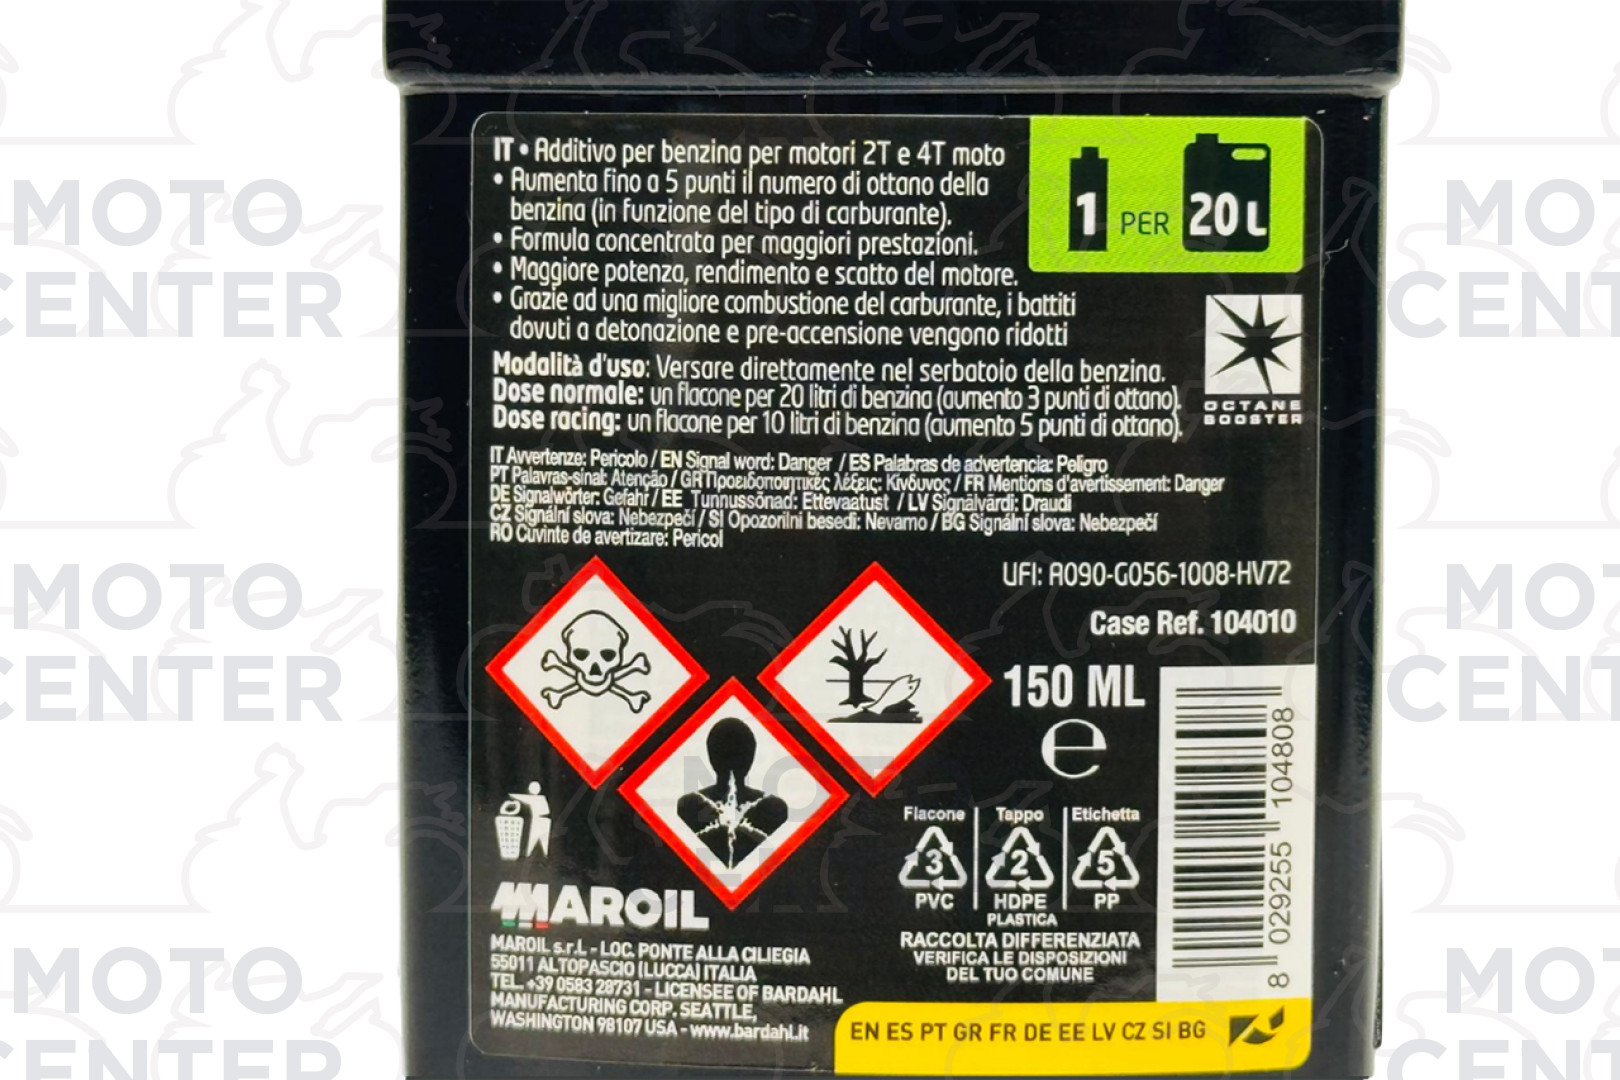 IT • Additivo per benzina per motori 2T e 4T moto
• Aumenta fino a 5 punti il numero di ottano della
benzina (in funzione del tipo di carburante).
• Formula concentrata per maggiori prestazioni.
• Maggiore potenza, rendimento e scatto del motore.
• Grazie ad una migliore combustione del carburante, i battiti
dovuti a detonazione e pre-accensione vengono ridotti
1 PER 20 L
OCTANE
BOOSTER
Modalità d'uso: Versare direttamente nel serbatoio della benzina.
Dose normale: un flacone per 20 litri di benzina (aumento 3 punti di ottano).
Dose racing: un flacone per 10 litri di benzina (aumento 5 punti di ottano).
IT Avvertenze: Pericolo / EN Signal word: Danger / ES Palabras de advertencia: Peligro
PT Palavras-sinal: Atenção / GR Προειδοποιητικές λέξεις: Κίνδυνος / FR Mentions d'avertissement: Danger
DE Signalwörter: Gefahr / EE Tunnussõnad: Ettevaatust / LV Signālvārdi: Draudi
CZ Signální slova: Nebezpečí / SI Opozorilni besedi: Nevarno / BG Signální slova: Nebezpečí
RO Cuvinte de avertizare: Pericol
UFI: A090-G056-1008-HV72
Case Ref. 104010
150 ML
e
Flacone Tappo Etichetta
3 2 5
PVC HDPE PP
PLASTICA
RACCOLTA DIFFERENZIATA
VERIFICA LE DISPOSIZIONI
DEL TUO COMUNE
8 029255 104808
MAROIL
MAROIL s.r.l. - LOC. PONTE ALLA CILIEGIA
55011 ALTOPASCIO (LUCCA) ITALIA
TEL. +39 0583 28731 - LICENSEE OF BARDAHL
MANUFACTURING CORP. SEATTLE,
WASHINGTON 98107 USA - www.bardahl.it
EN ES PT GR FR DE EE LV CZ SI BG
MOTO
CENTER
MOTO
CENTER
MOTO
CENTER
MOTO
CENTER
MOTO
CENTER
MOTO
CENTER